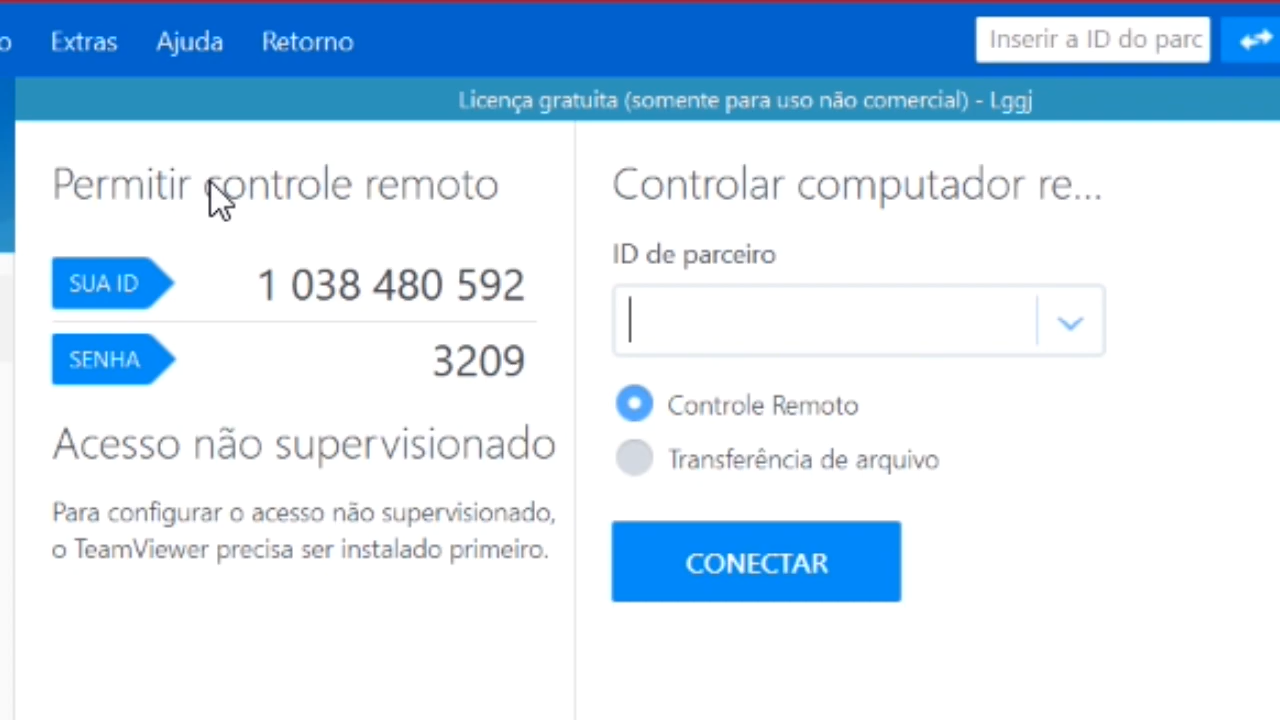 Extras Ajuda Retorno Inserir a ID do parc
Licença gratuita (somente para uso não comercial) - Lggj
Permitir controle remoto
SUA ID 1 038 480 592
SENHA 3209
Acesso não supervisionado
Para configurar o acesso não supervisionado,
o TeamViewer precisa ser instalado primeiro.
Controlar computador re...
ID de parceiro
Controle Remoto
Transferência de arquivo
CONECTAR